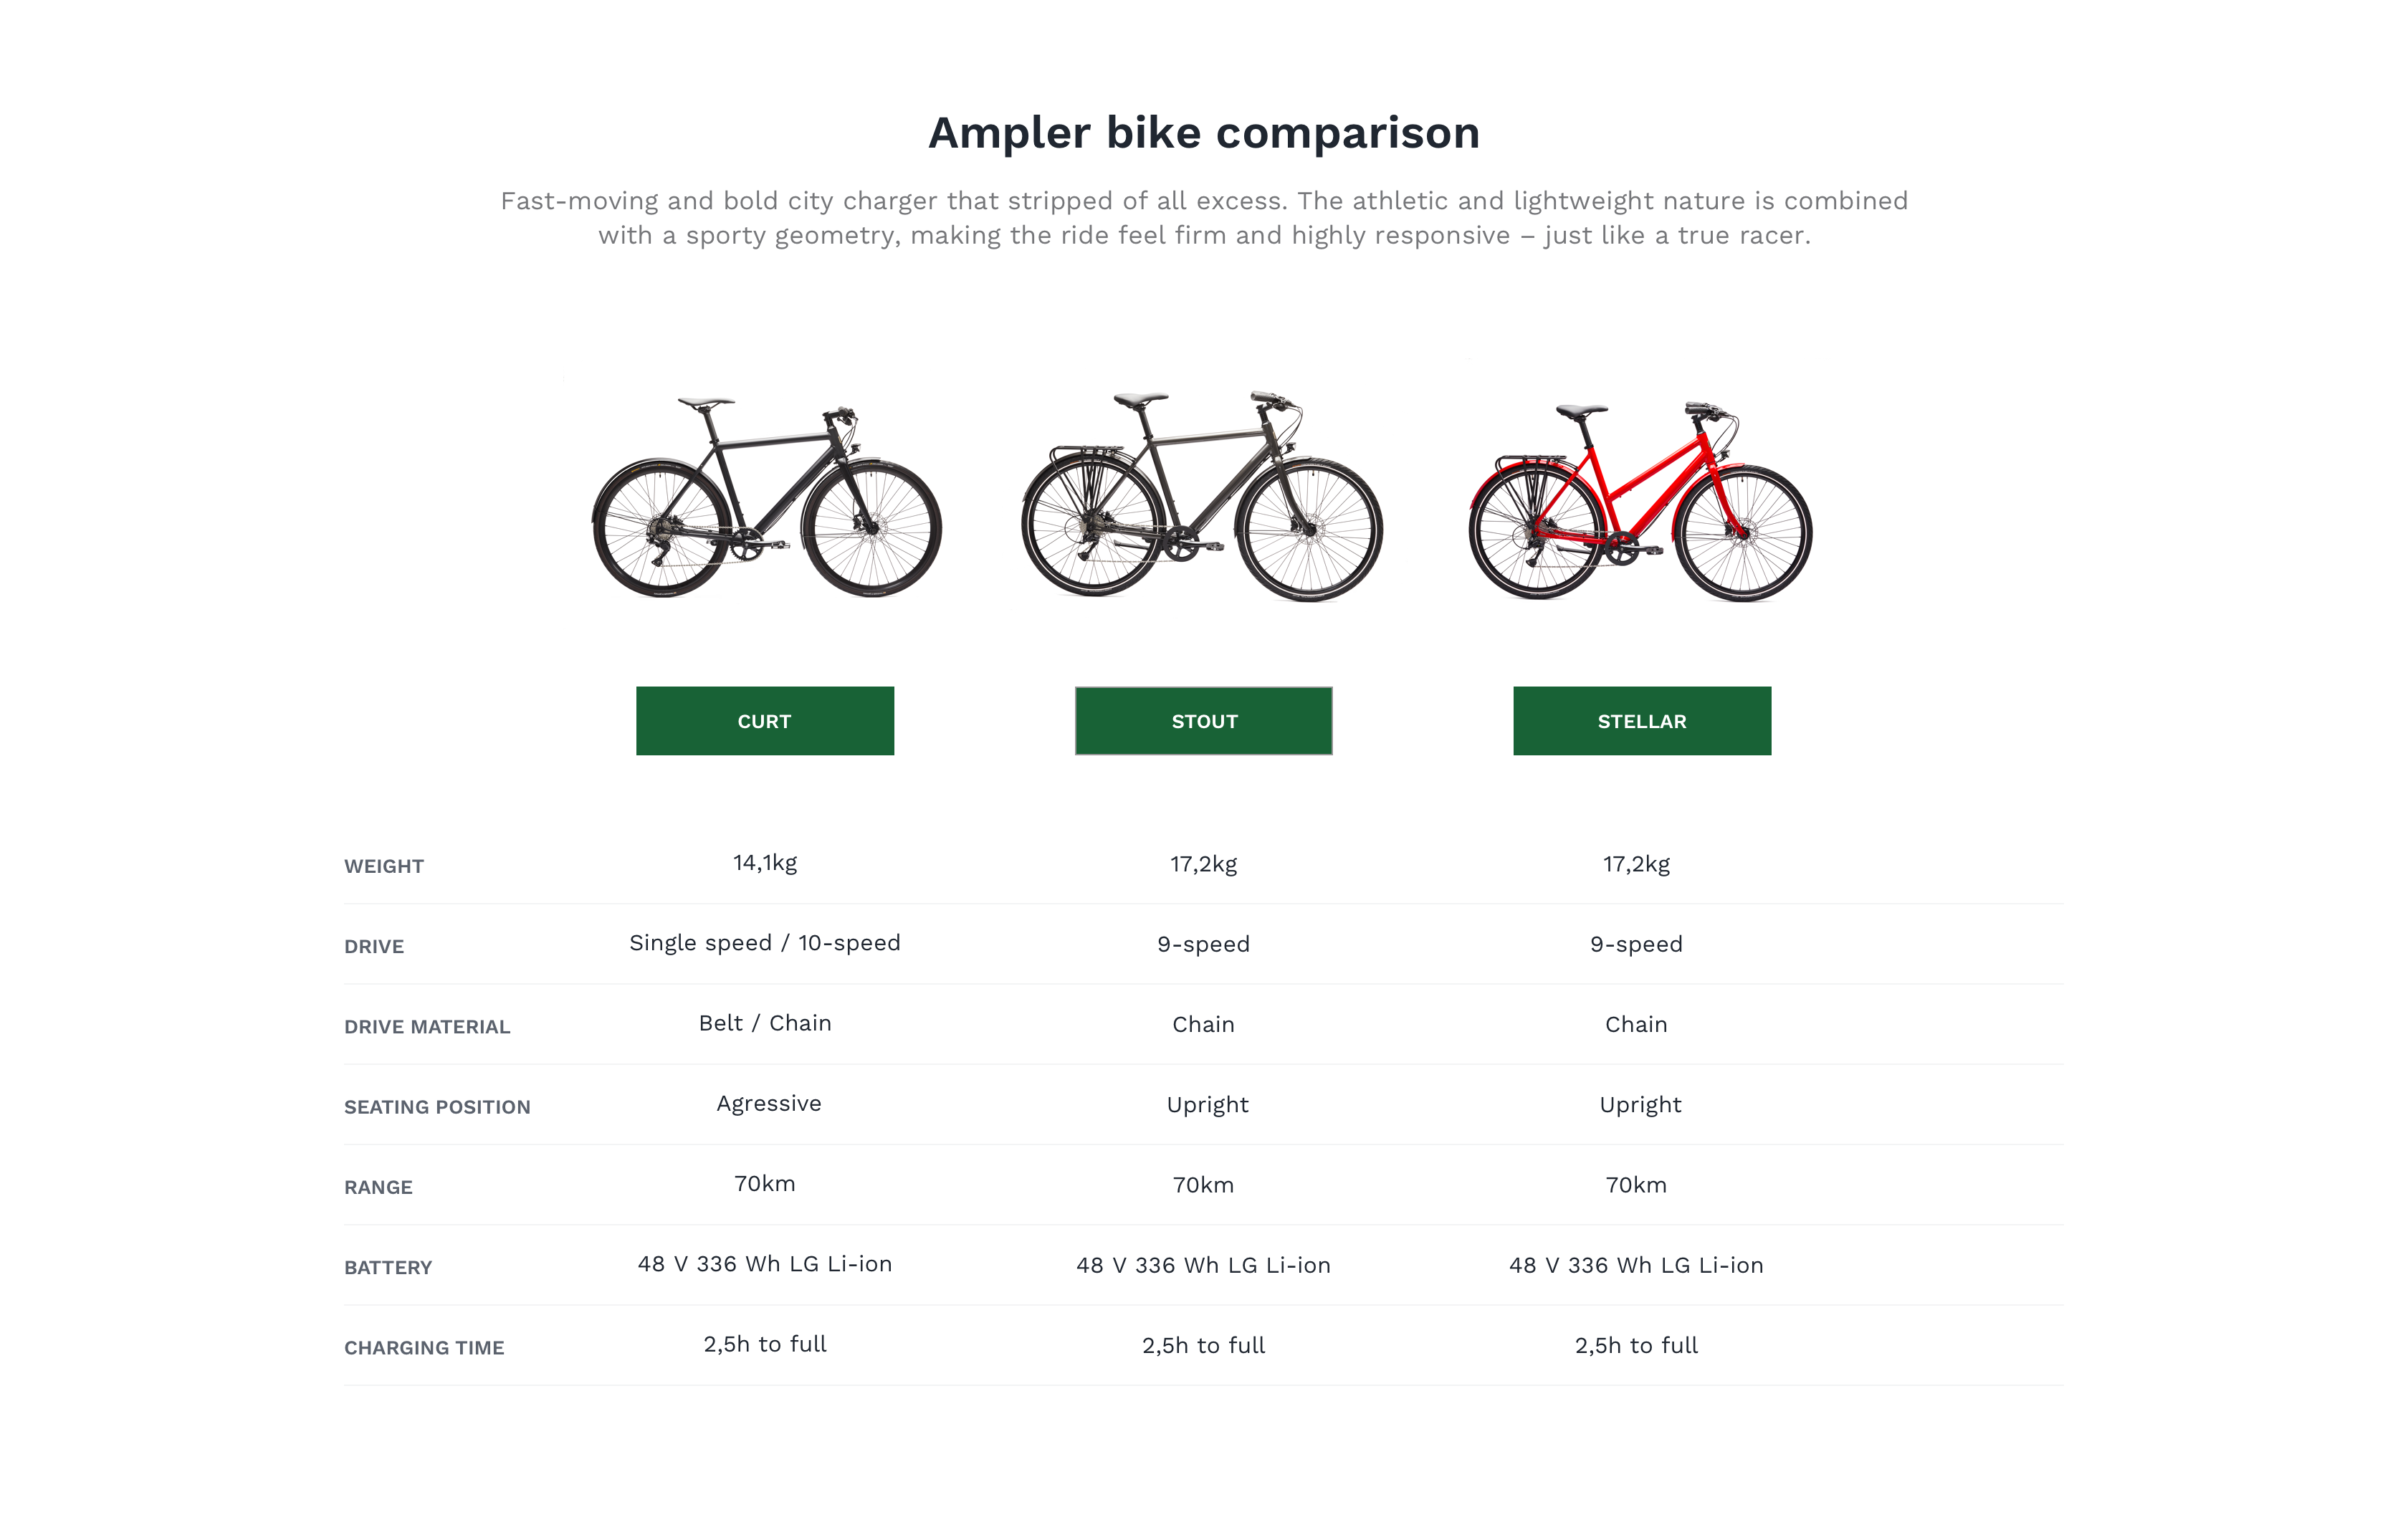 Ampler bike comparison
Fast-moving and bold city charger that stripped of all excess. The athletic and lightweight nature is combined
with a sporty geometry, making the ride feel firm and highly responsive – just like a true racer.
CURT STOUT STELLAR
WEIGHT 14,1kg 17,2kg 17,2kg
DRIVE Single speed / 10-speed 9-speed 9-speed
DRIVE MATERIAL Belt / Chain Chain Chain
SEATING POSITION Agressive Upright Upright
RANGE 70km 70km 70km
BATTERY 48 V 336 Wh LG Li-ion 48 V 336 Wh LG Li-ion 48 V 336 Wh LG Li-ion
CHARGING TIME 2,5h to full 2,5h to full 2,5h to full